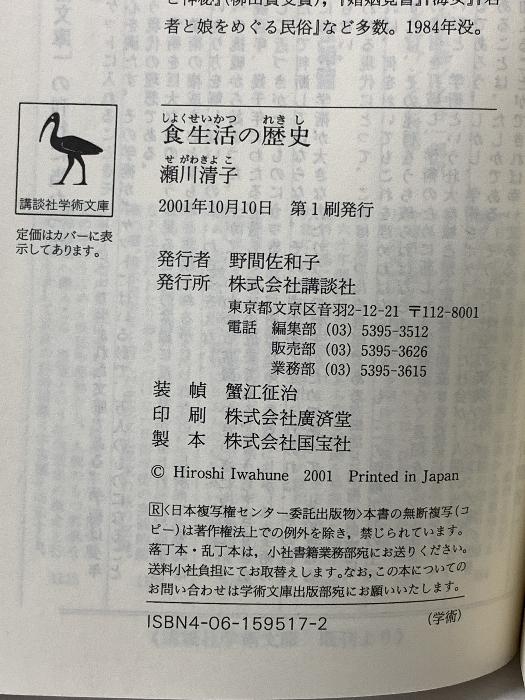 者と娘をめぐる民俗』など多数。1984年没。
しよくせいかつ れきし
食生活の歴史
せがわきよこ
瀬川清子
2001年10月10日 第1刷発行
講談社学術文庫
定価はカバーに表
示してあります。
発行者 野間佐和子
発行所 株式会社講談社
東京都文京区音羽2-12-21 〒112-8001
電話 編集部 (03) 5395-3512
販売部 (03) 5395-3626
業務部 (03) 5395-3615
装 幀 蟹江征治
印 刷 株式会社廣済堂
製 本 株式会社国宝社
© Hiroshi Iwahune 2001 Printed in Japan
Ⓡ<日本複写権センター委託出版物>本書の無断複写(コ
ピー)は著作権法上での例外を除き，禁じられています。
落丁本・乱丁本は，小社書籍業務部宛にお送りください。
送料小社負担にてお取替えします。なお，この本についての
お問い合わせは学術文庫出版部宛にお願いいたします。
ISBN4-06-159517-2
(学術)